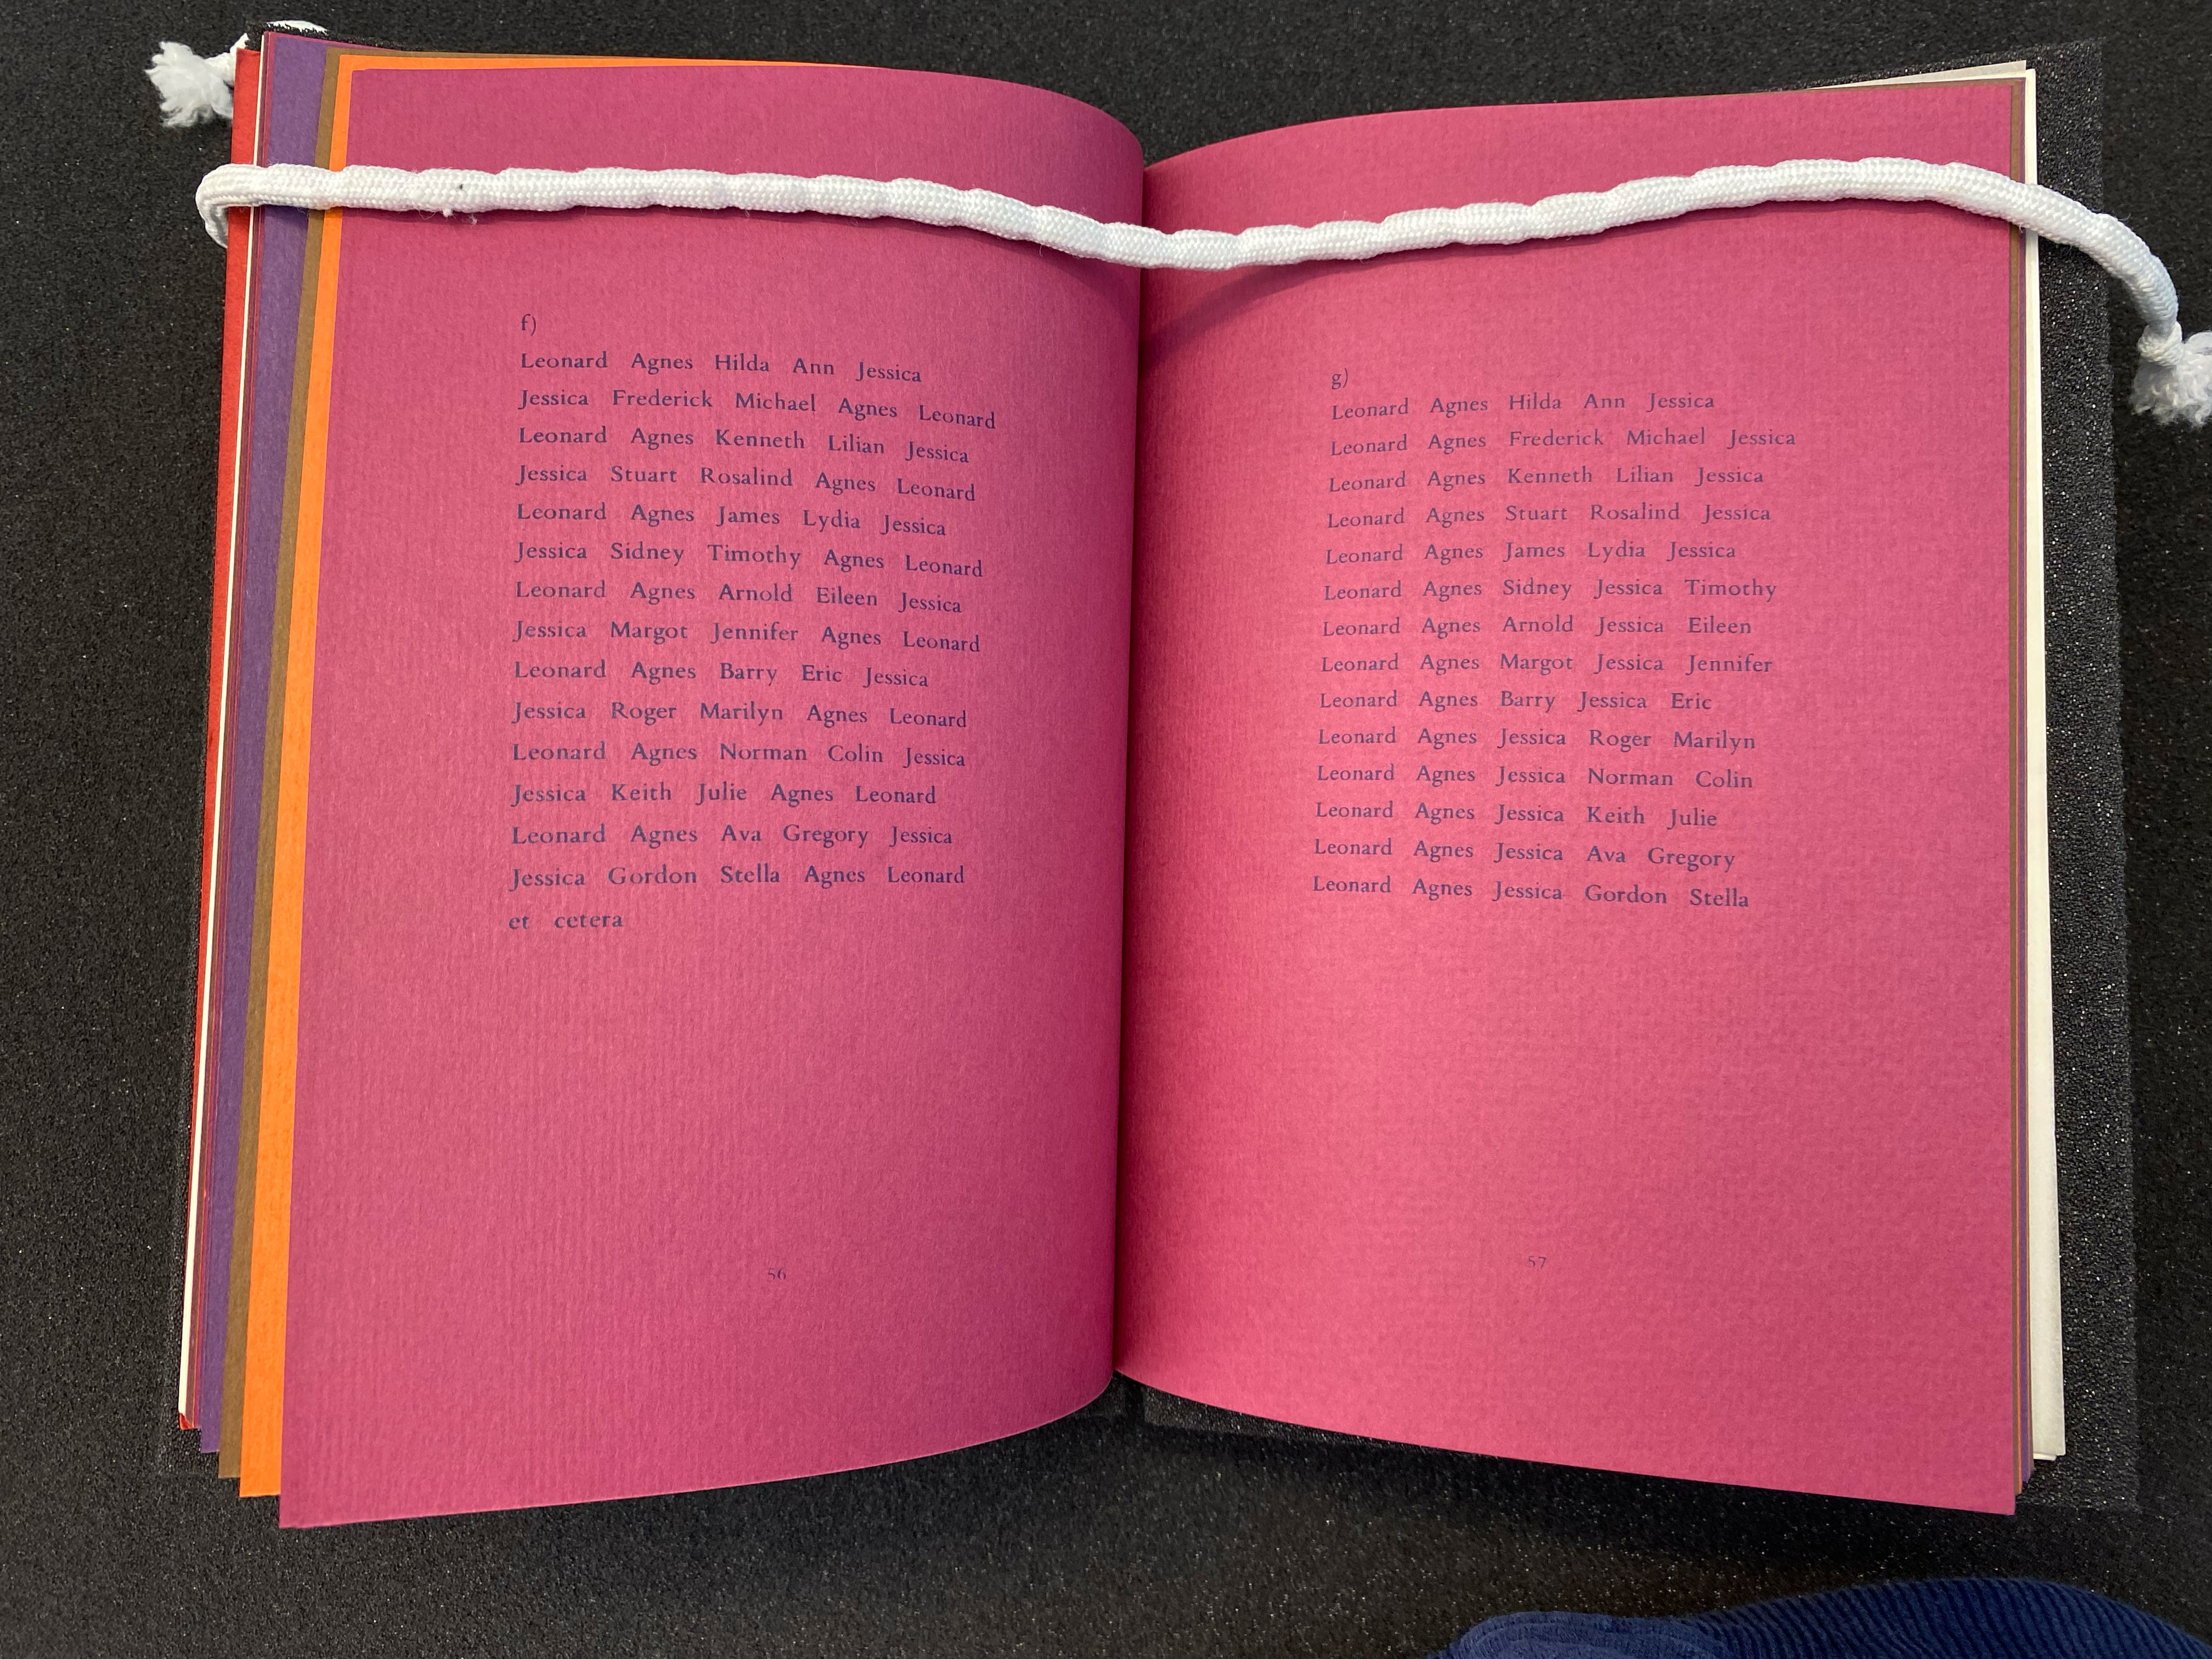 f)
Leonard Agnes Hilda Ann Jessica
Jessica Frederick Michael Agnes Leonard
Leonard Agnes Kenneth Lilian Jessica
Jessica Stuart Rosalind Agnes Leonard
Leonard Agnes James Lydia Jessica
Jessica Sidney Timothy Agnes Leonard
Leonard Agnes Arnold Eileen Jessica
Jessica Margot Jennifer Agnes Leonard
Leonard Agnes Barry Eric Jessica
Jessica Roger Marilyn Agnes Leonard
Leonard Agnes Norman Colin Jessica
Jessica Keith Julie Agnes Leonard
Leonard Agnes Ava Gregory Jessica
Jessica Gordon Stella Agnes Leonard
et cetera
56
g)
Leonard Agnes Hilda Ann Jessica
Leonard Agnes Frederick Michael Jessica
Leonard Agnes Kenneth Lilian Jessica
Leonard Agnes Stuart Rosalind Jessica
Leonard Agnes James Lydia Jessica
Leonard Agnes Sidney Jessica Timothy
Leonard Agnes Arnold Jessica Eileen
Leonard Agnes Margot Jessica Jennifer
Leonard Agnes Barry Jessica Eric
Leonard Agnes Jessica Roger Marilyn
Leonard Agnes Jessica Norman Colin
Leonard Agnes Jessica Keith Julie
Leonard Agnes Jessica Ava Gregory
Leonard Agnes Jessica Gordon Stella
57